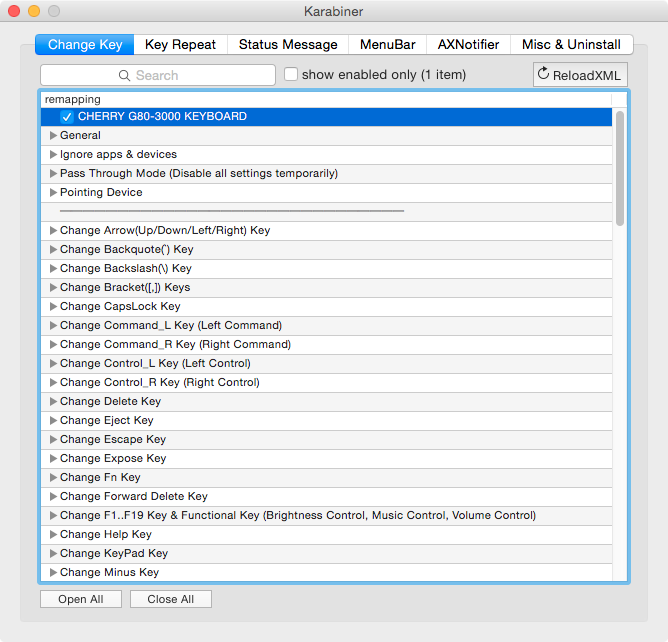 Karabiner
Change Key Key Repeat Status Message MenuBar AXNotifier Misc & Uninstall
Search show enabled only (1 item) ReloadXML
remapping
CHERRY G80-3000 KEYBOARD
General
Ignore apps & devices
Pass Through Mode (Disable all settings temporarily)
Pointing Device
Change Arrow(Up/Down/Left/Right) Key
Change Backquote(`) Key
Change Backslash(\) Key
Change Bracket([,]) Keys
Change CapsLock Key
Change Command_L Key (Left Command)
Change Command_R Key (Right Command)
Change Control_L Key (Left Control)
Change Control_R Key (Right Control)
Change Delete Key
Change Eject Key
Change Escape Key
Change Expose Key
Change Fn Key
Change Forward Delete Key
Change F1..F19 Key & Functional Key (Brightness Control, Music Control, Volume Control)
Change Help Key
Change KeyPad Key
Change Minus Key
Open All Close All